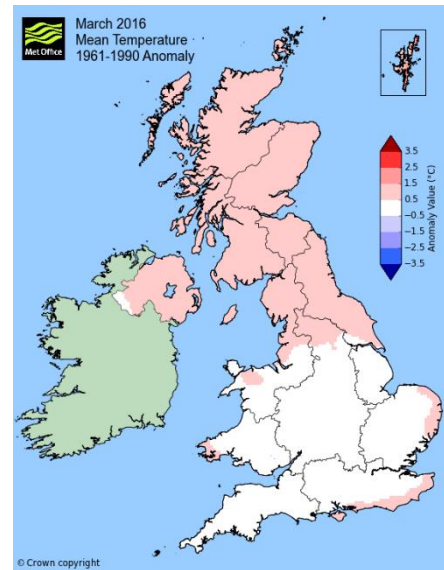 Met Office
March 2016
Mean Temperature
1961-1990 Anomaly
3.5
2.5
1.5
0.5
−0.5
−1.5
−2.5
−3.5
Anomaly Value (°C)
© Crown copyright